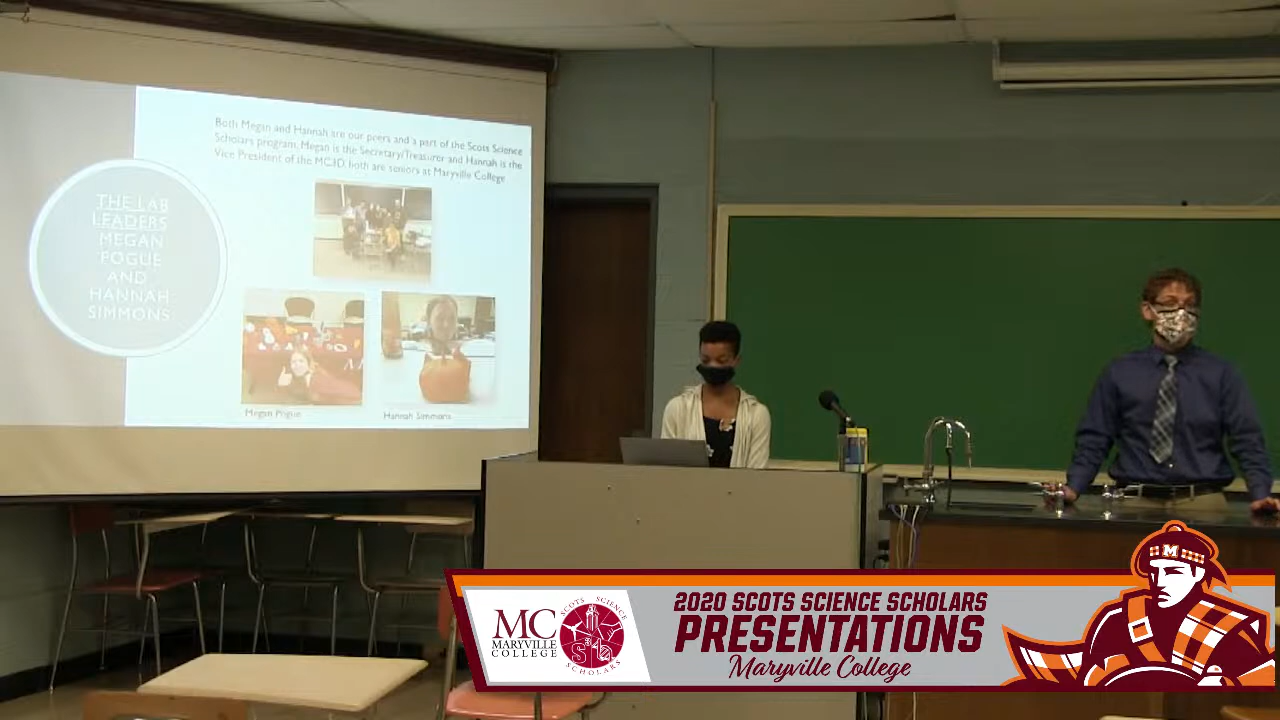 Both Megan and Hannah are our peers and a part of the Scots Science
Scholars program. Megan is the Secretary/Treasurer and Hannah is the
Vice President of the MC3D, both are seniors at Maryville College
THE LAB
LEADERS
MEGAN
POGUE
AND
HANNAH
SIMMONS
Megan Pogue
Hannah Simmons
MC
MARYVILLE
COLLEGE
SCOTS SCIENCE
SCHOLARS
2020 SCOTS SCIENCE SCHOLARS
PRESENTATIONS
Maryville College
M